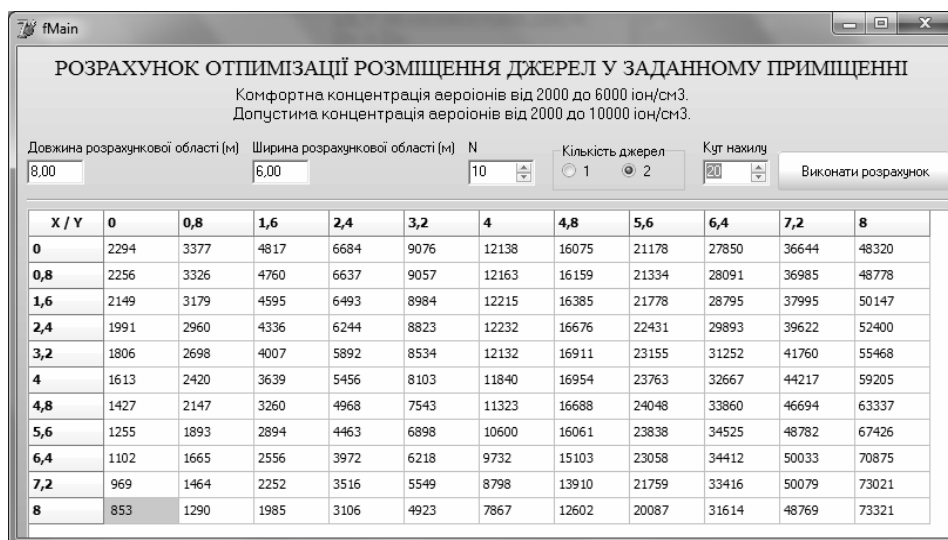 fMain
РОЗРАХУНОК ОТПИМІЗАЦІЇ РОЗМІЩЕННЯ ДЖЕРЕЛ У ЗАДАННОМУ ПРИМІЩЕННІ
Комфортна концентрація аероіонів від 2000 до 6000 іон/см3.
Допустима концентрація аероіонів від 2000 до 10000 іон/см3.
Довжина розрахункової області (м) Ширина розрахункової області (м) N Кількість джерел Кут нахилу
8,00 6,00 10 1 2 20 Виконати розрахунок
X / Y 0 0,8 1,6 2,4 3,2 4 4,8 5,6 6,4 7,2 8
0 2294 3377 4817 6684 9076 12138 16075 21178 27850 36644 48320
0,8 2256 3326 4760 6637 9057 12163 16159 21334 28091 36985 48778
1,6 2149 3179 4595 6493 8984 12215 16385 21778 28795 37995 50147
2,4 1991 2960 4336 6244 8823 12232 16676 22431 29893 39622 52400
3,2 1806 2698 4007 5892 8534 12132 16911 23155 31252 41760 55468
4 1613 2420 3639 5456 8103 11840 16954 23763 32667 44217 59205
4,8 1427 2147 3260 4968 7543 11323 16688 24048 33860 46694 63337
5,6 1255 1893 2894 4463 6898 10600 16061 23838 34525 48782 67426
6,4 1102 1665 2556 3972 6218 9732 15103 23058 34412 50033 70875
7,2 969 1464 2252 3516 5549 8798 13910 21759 33416 50079 73021
8 853 1290 1985 3106 4923 7867 12602 20087 31614 48769 73321